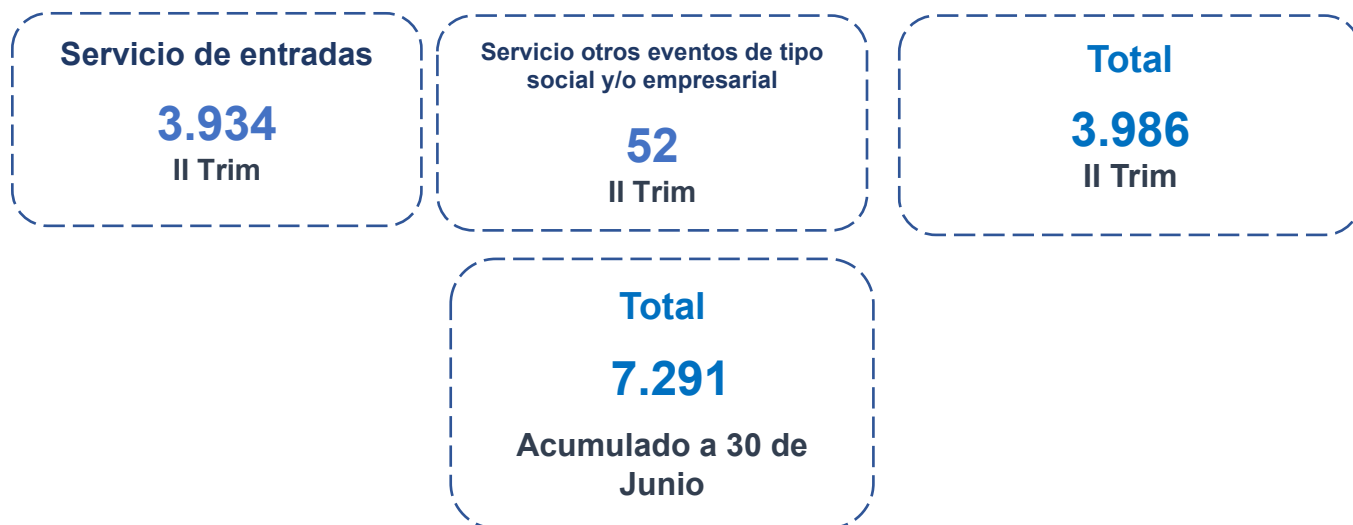 Servicio de entradas
3.934
II Trim
Servicio otros eventos de tipo
social y/o empresarial
52
II Trim
Total
3.986
II Trim
Total
7.291
Acumulado a 30 de
Junio